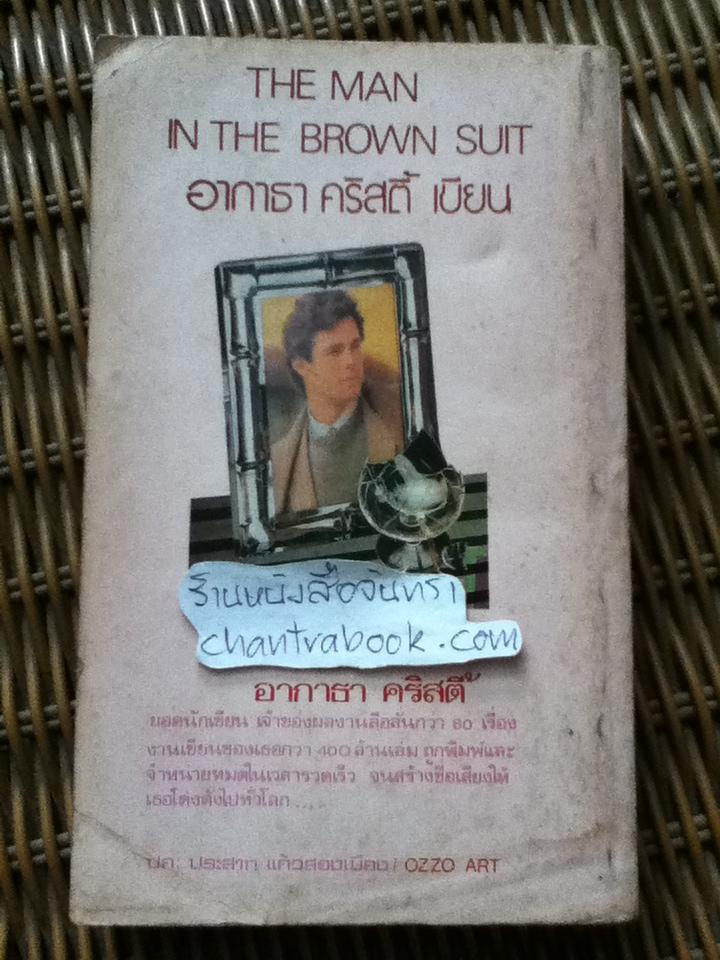 THE MAN
IN THE BROWN SUIT
อากาธา คริสตี้ เขียน
ร้านหนังสือจันทรา
chantrabook.com
อากาธา คริสตี้
ยอดนักเขียน เจ้าของผลงานลือลั่นกว่า 80 เรื่อง
งานเขียนของเธอกว่า 400 ล้านเล่ม ถูกพิมพ์และ
จำหน่ายหมดในเวลารวดเร็ว จนสร้างชื่อเสียงให้
เธอโด่งดังไปทั่วโลก....
ปก: ประสาท แก้วสองเมือง / OZZO ART